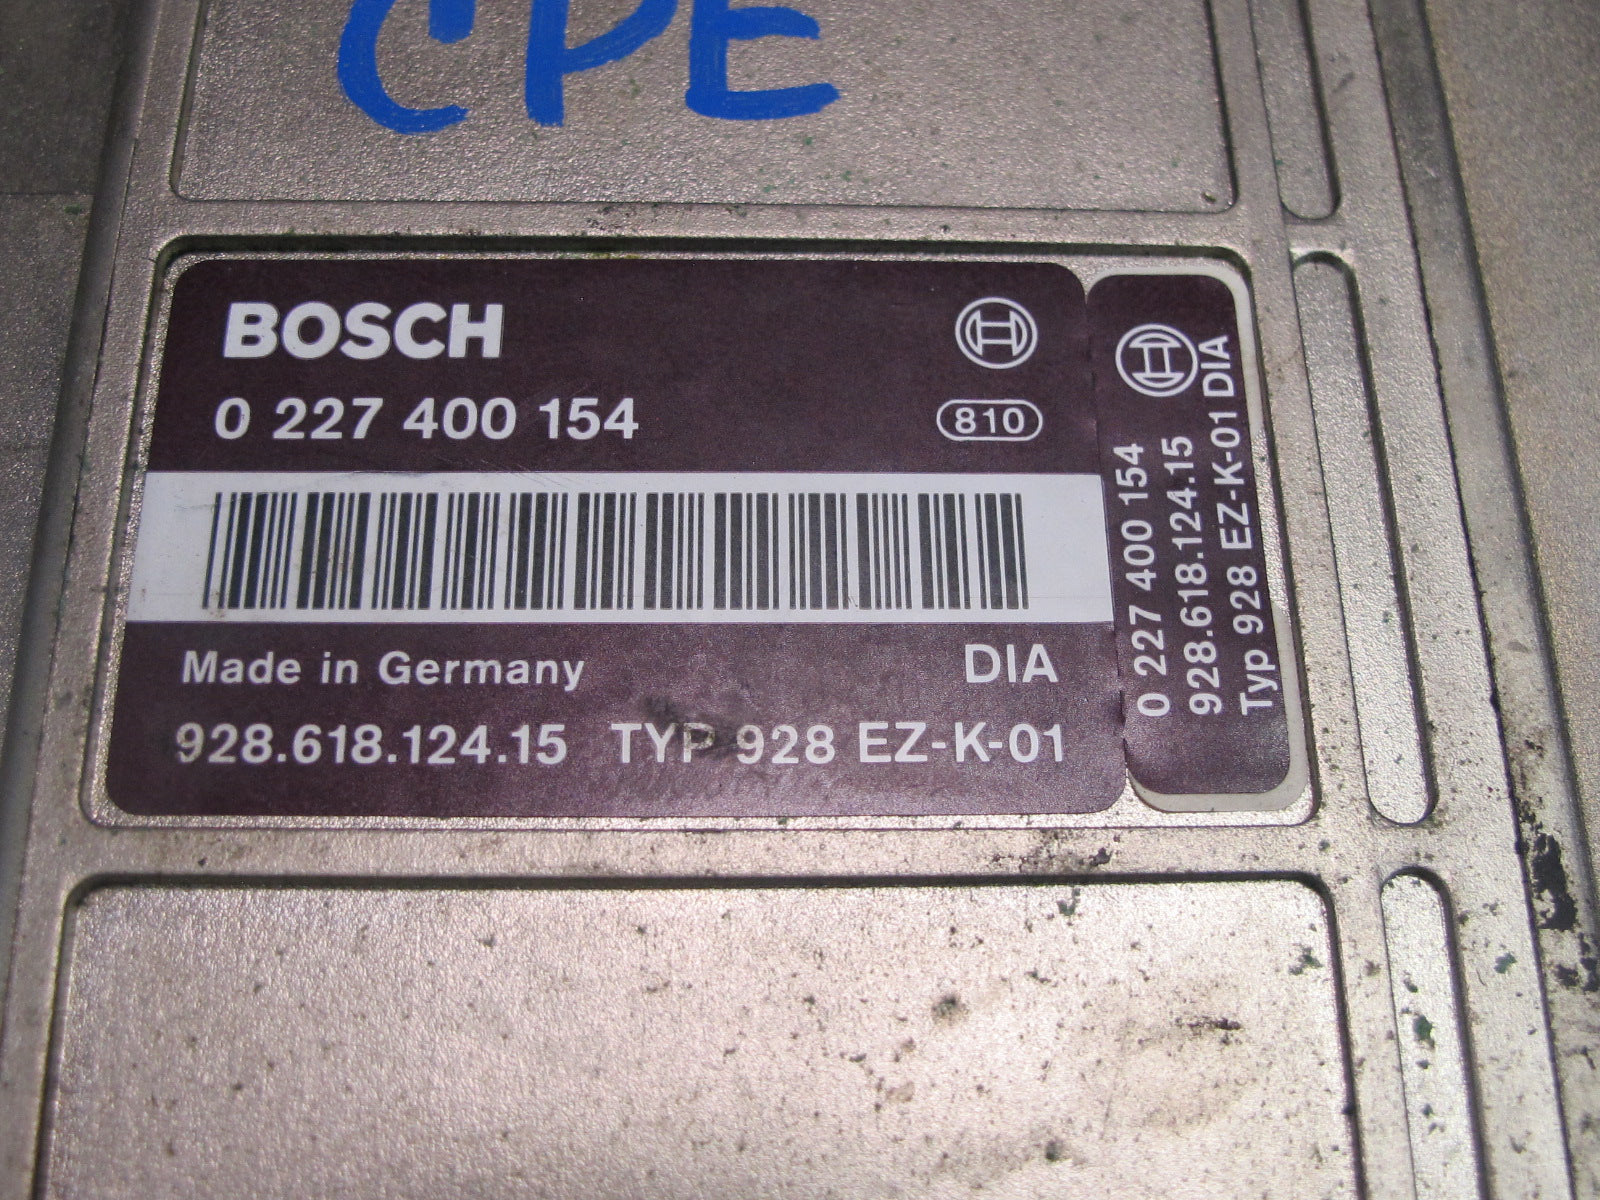 CPE
BOSCH
0 227 400 154
810
Made in Germany
DIA
928.618.124.15 TYP 928 EZ-K-01
0 227 400 154
928.618.124.15
Typ 928 EZ-K-01 DIA